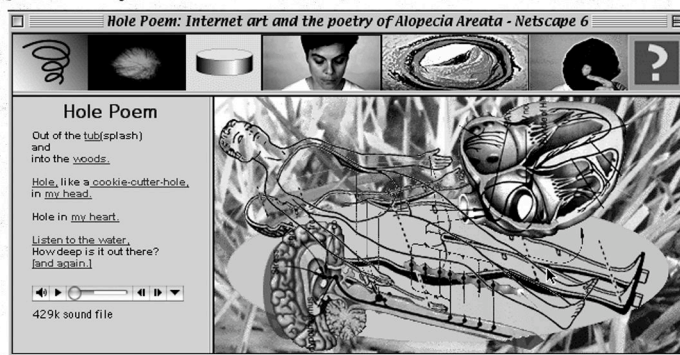 Hole Poem: Internet art and the poetry of Alopecia Areata - Netscape 6
?
Hole Poem
Out of the tub(splash)
and
into the woods.
Hole, like a cookie-cutter-hole,
in my head.
Hole in my heart.
Listen to the water,
How deep is it out there?
[and again.]
429k sound file